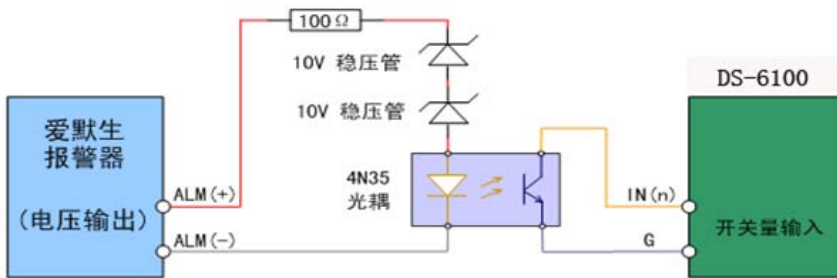 100Ω
10V 稳压管
10V 稳压管
DS-6100
爱默生
报警器
(电压输出)
ALM(+)
ALM(-)
4N35
光耦
IN(n)
G
开关量输入